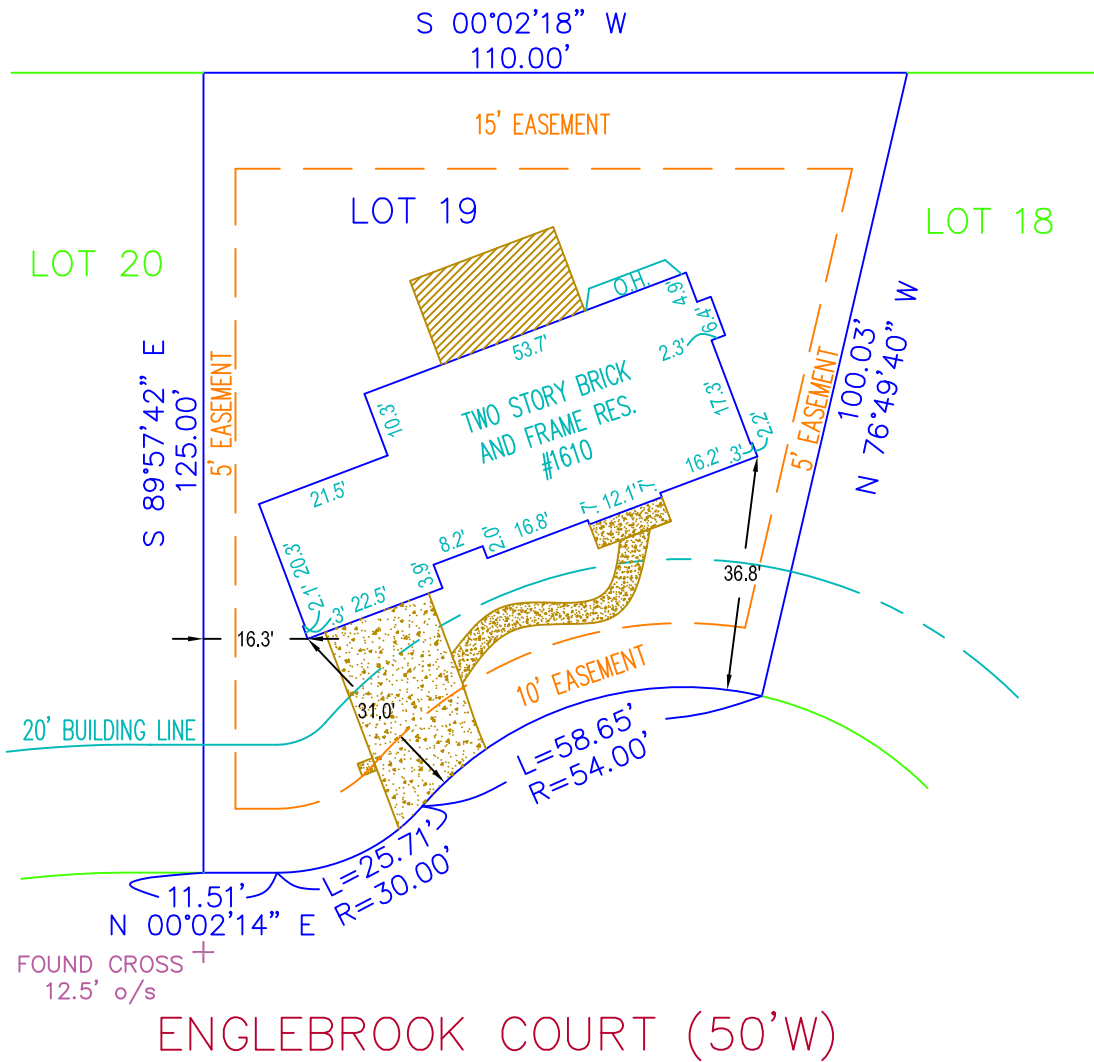 S 00°02'18" W
110.00'
15' EASEMENT
LOT 19
LOT 18
LOT 20
O.H.
4.9'
6.4'
2.3'
53.7'
TWO STORY BRICK
AND FRAME RES.
#1610
17.3'
10.3'
S 89°57'42" E
125.00'
5' EASEMENT
100.03'
N 76°49'40" W
5' EASEMENT
2.2'
.3'
16.2'
21.5'
12.1'
.7'
.7'
16.8'
2.0'
8.2'
3.9'
20.3'
2.1'
.3'
22.5'
36.8'
16.3'
31.0'
10' EASEMENT
20' BUILDING LINE
L=58.65'
R=54.00'
L=25.71'
R=30.00'
11.51'
N 00°02'14" E
FOUND CROSS
12.5' o/s
ENGLEBROOK COURT (50'W)